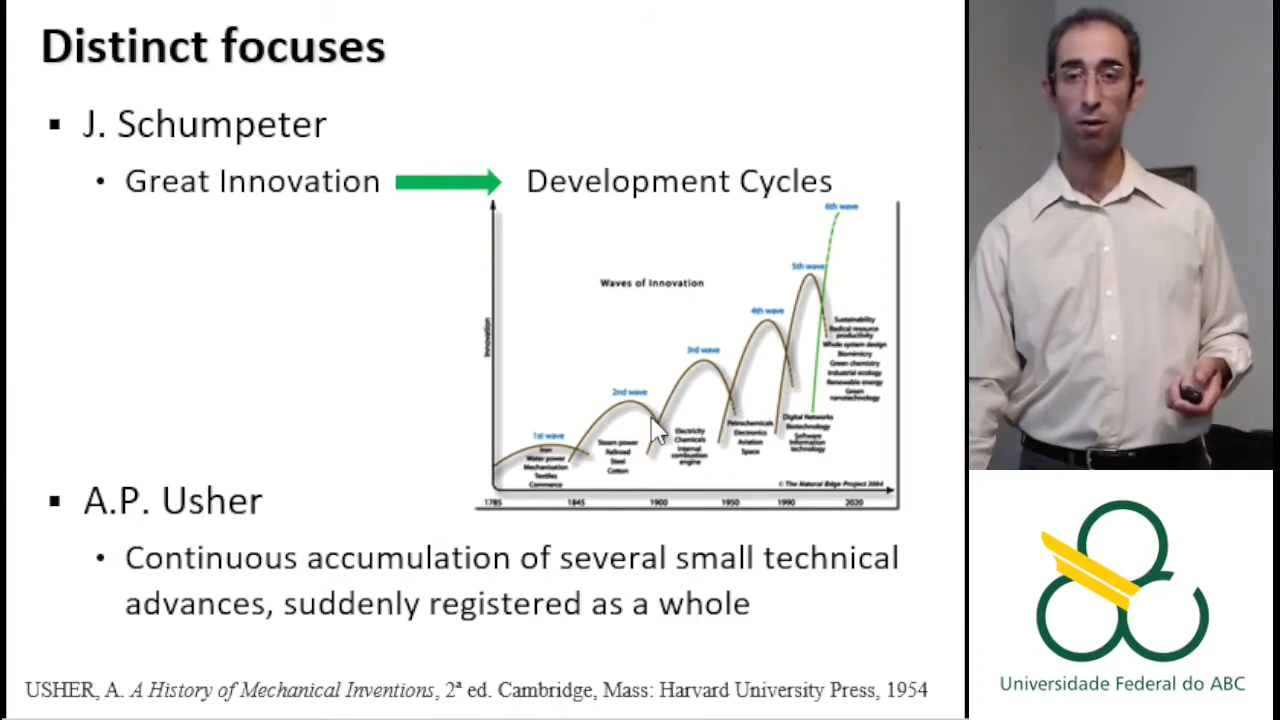 Distinct focuses
▪ J. Schumpeter
• Great Innovation
Development Cycles
6th wave
5th wave
Waves of Innovation
4th wave
3rd wave
2nd wave
1st wave
Innovation
Iron
Water power
Mechanisation
Textiles
Commerce
Steam power
Railroad
Steel
Cotton
Electricity
Chemicals
Internal
combustion
engine
Petrochemicals
Electronics
Aviation
Space
Digital Networks
Biotechnology
Software
Information
technology
Sustainability
Radical resource
productivity
Whole system design
Biomimicry
Green chemistry
Industrial ecology
Renewable energy
Green
nanotechnology
© The Natural Edge Project 2004
1785 1845 1900 1950 1990 2020
▪ A.P. Usher
• Continuous accumulation of several small technical
advances, suddenly registered as a whole
USHER, A. A History of Mechanical Inventions, 2ª ed. Cambridge, Mass: Harvard University Press, 1954
Universidade Federal do ABC